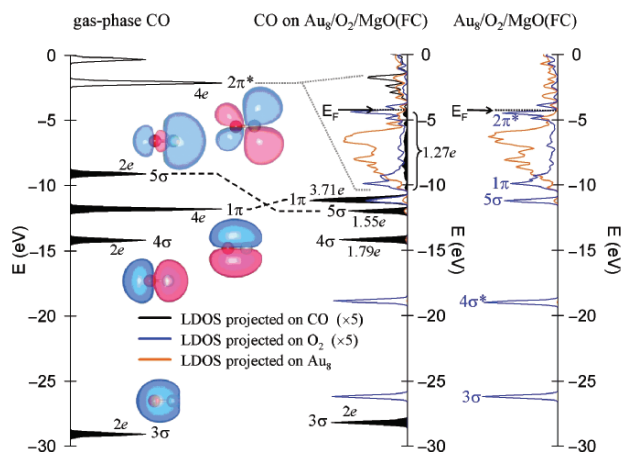 gas-phase CO
CO on Au₈/O₂/MgO(FC)
Au₈/O₂/MgO(FC)
E (eV)
0
−5
−10
−15
−20
−25
−30
4e
2π*
2e
5σ
4e
1π
2e
4σ
2e
3σ
LDOS projected on CO (×5)
LDOS projected on O₂ (×5)
LDOS projected on Au₈
E_F
1.27e
3.71e
1π
5σ
1.55e
4σ
1.79e
2e
3σ
0
−5
−10
−15
−20
−25
−30
E (eV)
E_F
2π*
1π
5σ
4σ*
3σ
0
−5
−10
−15
−20
−25
−30
E (eV)